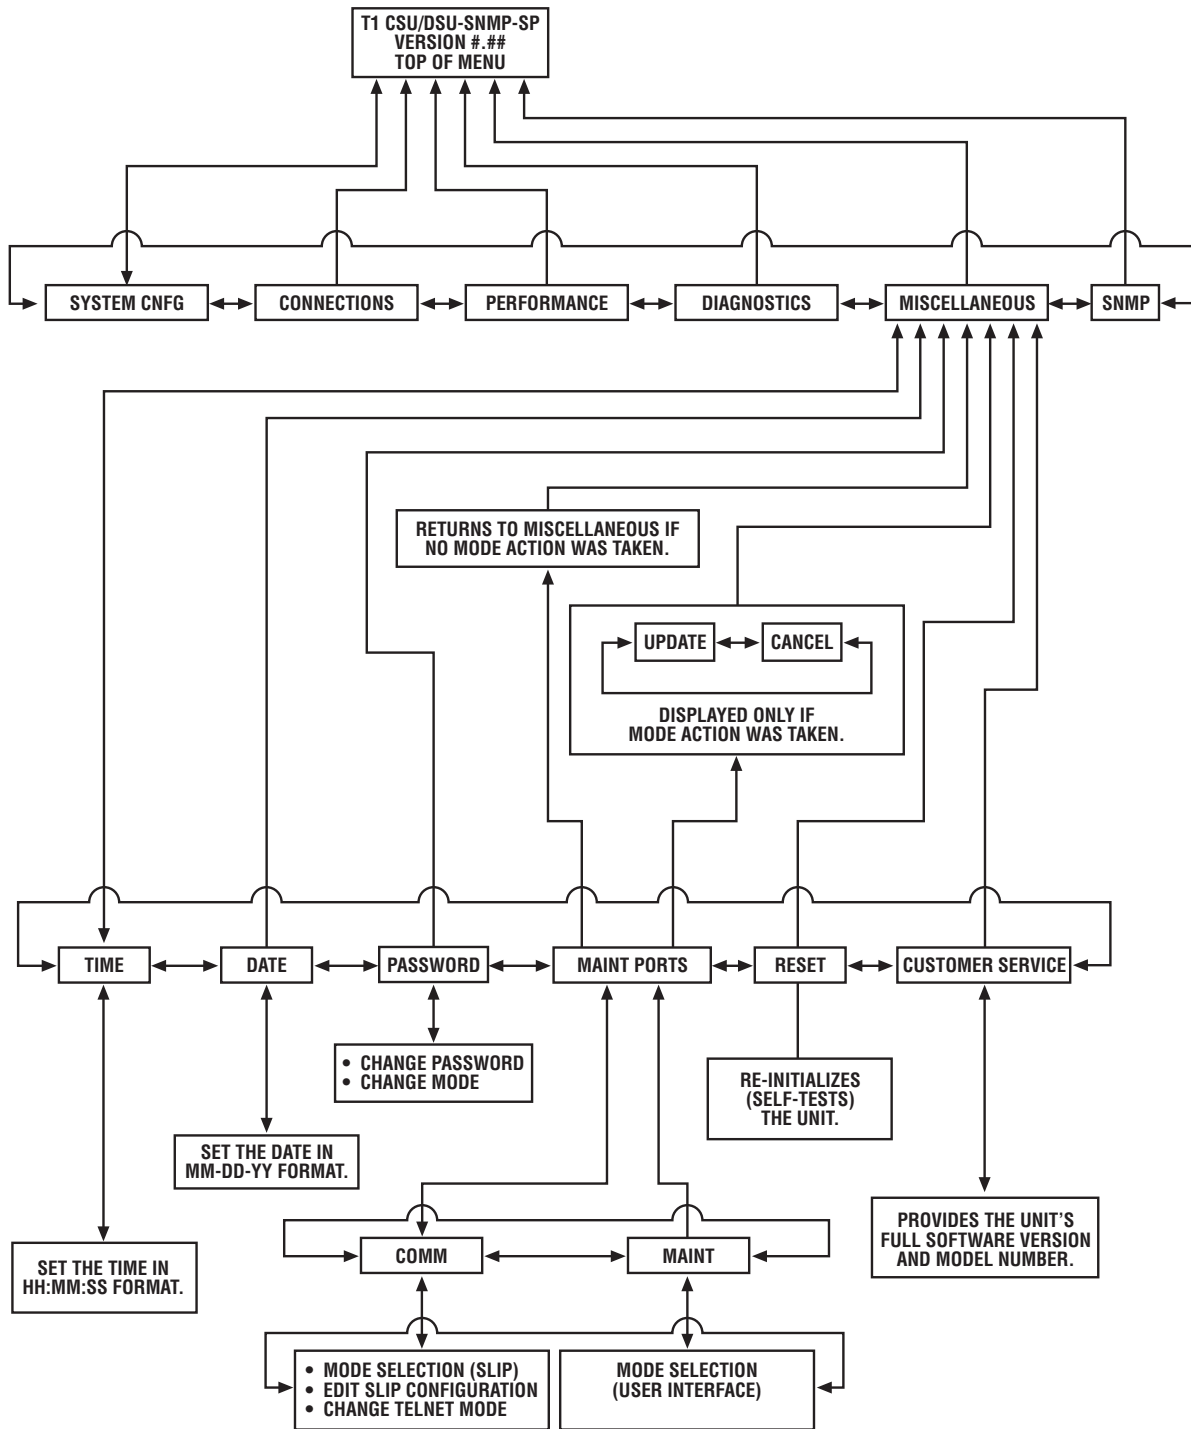 T1 CSU/DSU-SNMP-SP
VERSION #.##
TOP OF MENU
SYSTEM CNFG
CONNECTIONS
PERFORMANCE
DIAGNOSTICS
MISCELLANEOUS
SNMP
RETURNS TO MISCELLANEOUS IF
NO MODE ACTION WAS TAKEN.
UPDATE
CANCEL
DISPLAYED ONLY IF
MODE ACTION WAS TAKEN.
TIME
DATE
PASSWORD
MAINT PORTS
RESET
CUSTOMER SERVICE
• CHANGE PASSWORD
• CHANGE MODE
RE-INITIALIZES
(SELF-TESTS)
THE UNIT.
SET THE DATE IN
MM-DD-YY FORMAT.
PROVIDES THE UNIT'S
FULL SOFTWARE VERSION
AND MODEL NUMBER.
SET THE TIME IN
HH:MM:SS FORMAT.
COMM
MAINT
• MODE SELECTION (SLIP)
• EDIT SLIP CONFIGURATION
• CHANGE TELNET MODE
MODE SELECTION
(USER INTERFACE)